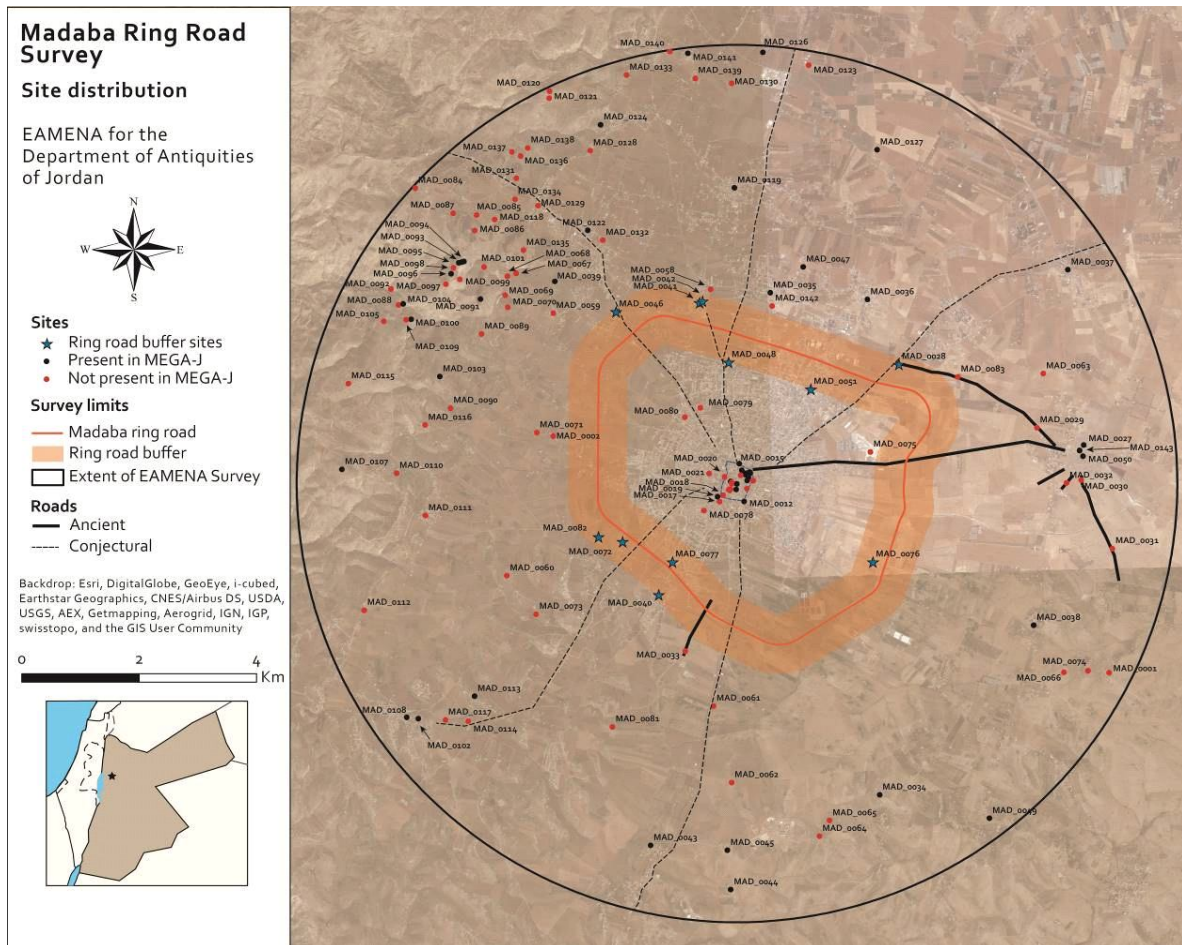 Madaba Ring Road
Survey
Site distribution
EAMENA for the
Department of Antiquities
of Jordan
N
W
E
S
Sites
Ring road buffer sites
Present in MEGA-J
Not present in MEGA-J
Survey limits
Madaba ring road
Ring road buffer
Extent of EAMENA Survey
Roads
Ancient
Conjectural
Backdrop: Esri, DigitalGlobe, GeoEye, i-cubed,
Earthstar Geographics, CNES/Airbus DS, USDA,
USGS, AEX, Getmapping, Aerogrid, IGN, IGP,
swisstopo, and the GIS User Community
0
2
4
Km
MAD_0140
MAD_0126
MAD_0141
MAD_0133
MAD_0139
MAD_0123
MAD_0120
MAD_0130
MAD_0121
MAD_0124
MAD_0138
MAD_0127
MAD_0137
MAD_0128
MAD_0136
MAD_0131
MAD_0084
MAD_0119
MAD_0134
MAD_0087
MAD_0085
MAD_0129
MAD_0118
MAD_0094
MAD_0122
MAD_0086
MAD_0132
MAD_0093
MAD_0135
MAD_0095
MAD_0068
MAD_0101
MAD_0098
MAD_0067
MAD_0047
MAD_0037
MAD_0096
MAD_0058
MAD_0039
MAD_0042
MAD_0092
MAD_0097
MAD_0099
MAD_0041
MAD_0035
MAD_0069
MAD_0036
MAD_0088
MAD_0104
MAD_0091
MAD_0070
MAD_0059
MAD_0046
MAD_0142
MAD_0105
MAD_0100
MAD_0089
MAD_0109
MAD_0048
MAD_0028
MAD_0103
MAD_0083
MAD_0063
MAD_0115
MAD_0051
MAD_0090
MAD_0079
MAD_0080
MAD_0116
MAD_0071
MAD_0029
MAD_0002
MAD_0075
MAD_0027
MAD_0143
MAD_0020
MAD_0015
MAD_0050
MAD_0107
MAD_0110
MAD_0021
MAD_0018
MAD_0032
MAD_0019
MAD_0030
MAD_0017
MAD_0012
MAD_0111
MAD_0078
MAD_0082
MAD_0031
MAD_0072
MAD_0077
MAD_0076
MAD_0060
MAD_0040
MAD_0112
MAD_0073
MAD_0038
MAD_0033
MAD_0074
MAD_0001
MAD_0066
MAD_0113
MAD_0061
MAD_0108
MAD_0117
MAD_0081
MAD_0114
MAD_0102
MAD_0062
MAD_0034
MAD_0065
MAD_0049
MAD_0064
MAD_0043
MAD_0045
MAD_0044